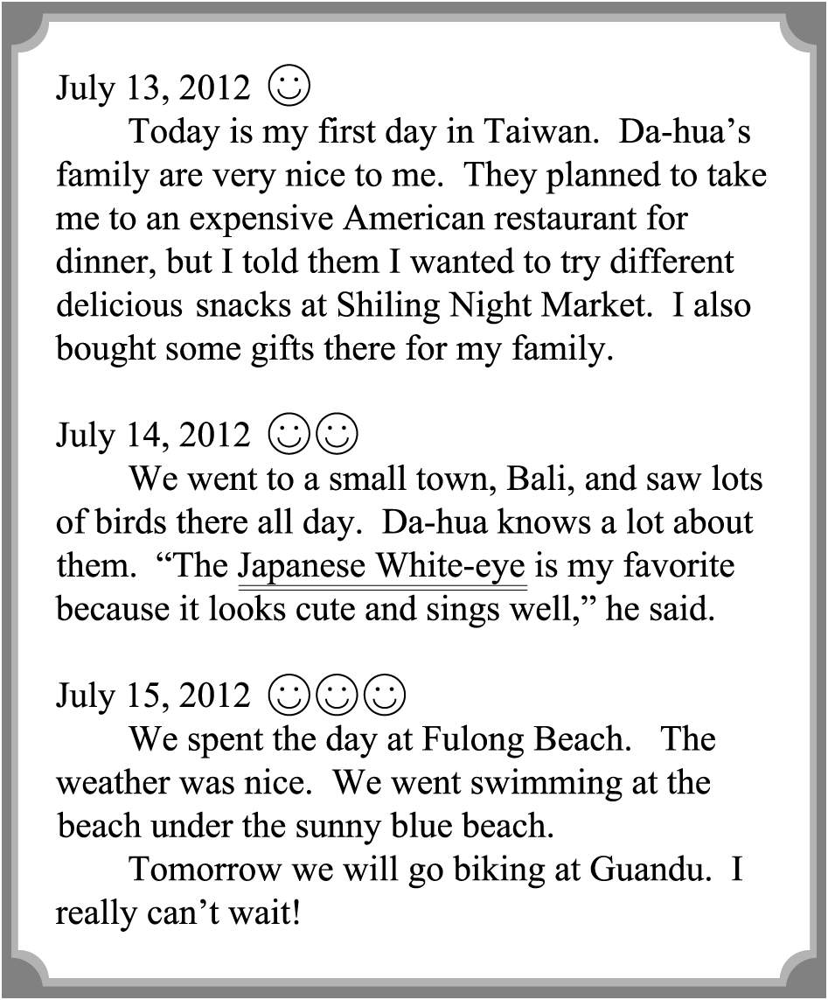 July 13, 2012
Today is my first day in Taiwan. Da-hua’s
family are very nice to me. They planned to take
me to an expensive American restaurant for
dinner, but I told them I wanted to try different
delicious snacks at Shiling Night Market. I also
bought some gifts there for my family.
July 14, 2012
We went to a small town, Bali, and saw lots
of birds there all day. Da-hua knows a lot about
them. “The Japanese White-eye is my favorite
because it looks cute and sings well,” he said.
July 15, 2012
We spent the day at Fulong Beach. The
weather was nice. We went swimming at the
beach under the sunny blue beach.
Tomorrow we will go biking at Guandu. I
really can’t wait!